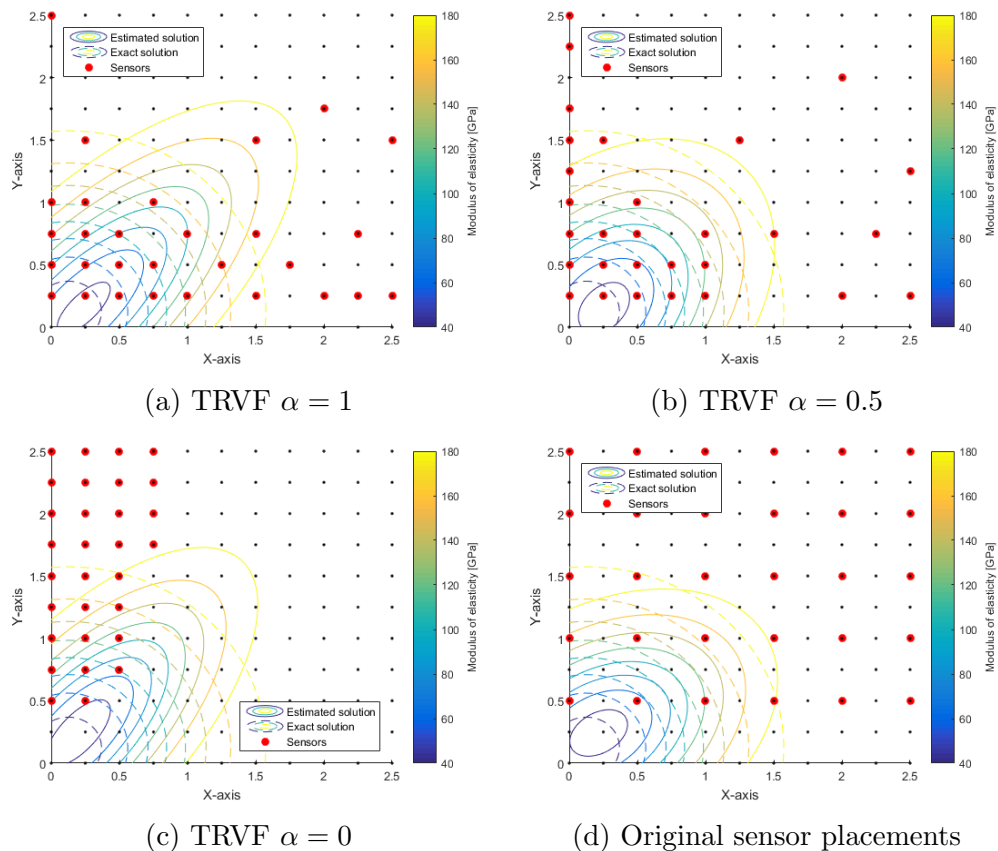 2.5
2
1.5
1
0.5
0
0
0.5
1
1.5
2
2.5
Y-axis
X-axis
Estimated solution
Exact solution
Sensors
180
160
140
120
100
80
60
40
Modulus of elasticity [GPa]
(a) TRVF α = 1
2.5
2
1.5
1
0.5
0
0
0.5
1
1.5
2
2.5
Y-axis
X-axis
Estimated solution
Exact solution
Sensors
180
160
140
120
100
80
60
40
Modulus of elasticity [GPa]
(b) TRVF α = 0.5
2.5
2
1.5
1
0.5
0
0
0.5
1
1.5
2
2.5
Y-axis
X-axis
Estimated solution
Exact solution
Sensors
180
160
140
120
100
80
60
40
Modulus of elasticity [GPa]
(c) TRVF α = 0
2.5
2
1.5
1
0.5
0
0
0.5
1
1.5
2
2.5
Y-axis
X-axis
Estimated solution
Exact solution
Sensors
180
160
140
120
100
80
60
40
Modulus of elasticity [GPa]
(d) Original sensor placements